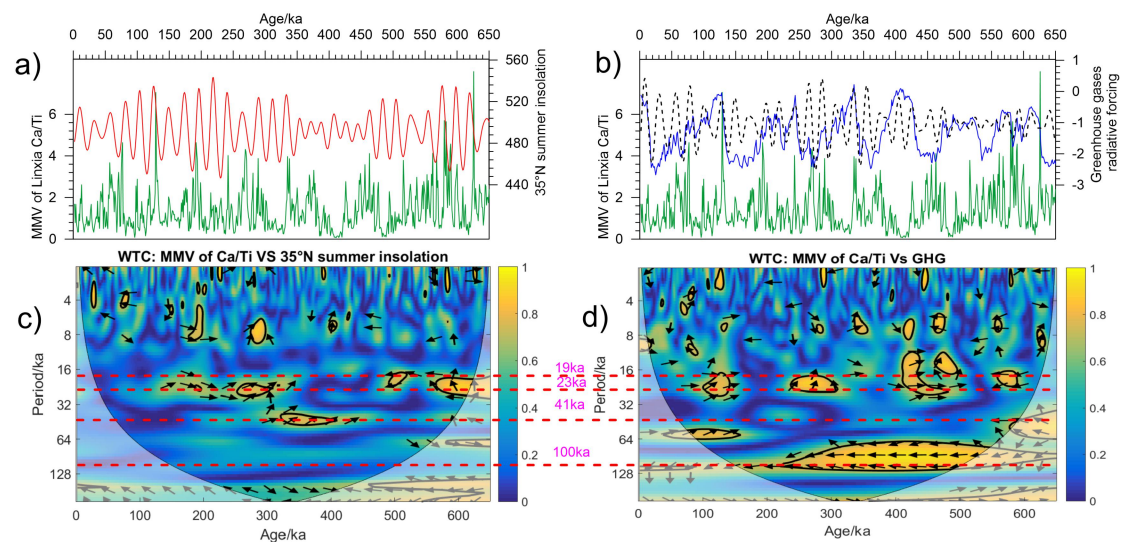 Age/ka
0 50 100 150 200 250 300 350 400 450 500 550 600 650
a)
MMV of Linxia Ca/Ti
6
4
2
0
560
520
480
440
35°N summer insolation
Age/ka
0 50 100 150 200 250 300 350 400 450 500 550 600 650
b)
MMV of Linxia Ca/Ti
6
4
2
0
1
0
-1
-2
-3
Greenhouse gases
radiative forcing
WTC: MMV of Ca/Ti VS 35°N summer insolation
c)
Period/ka
4
8
16
32
64
128
0 100 200 300 400 500 600
Age/ka
1
0.8
0.6
0.4
0.2
0
19ka
23ka
41ka
100ka
WTC: MMV of Ca/Ti Vs GHG
d)
Period/ka
4
8
16
32
64
128
0 100 200 300 400 500 600
Age/ka
1
0.8
0.6
0.4
0.2
0